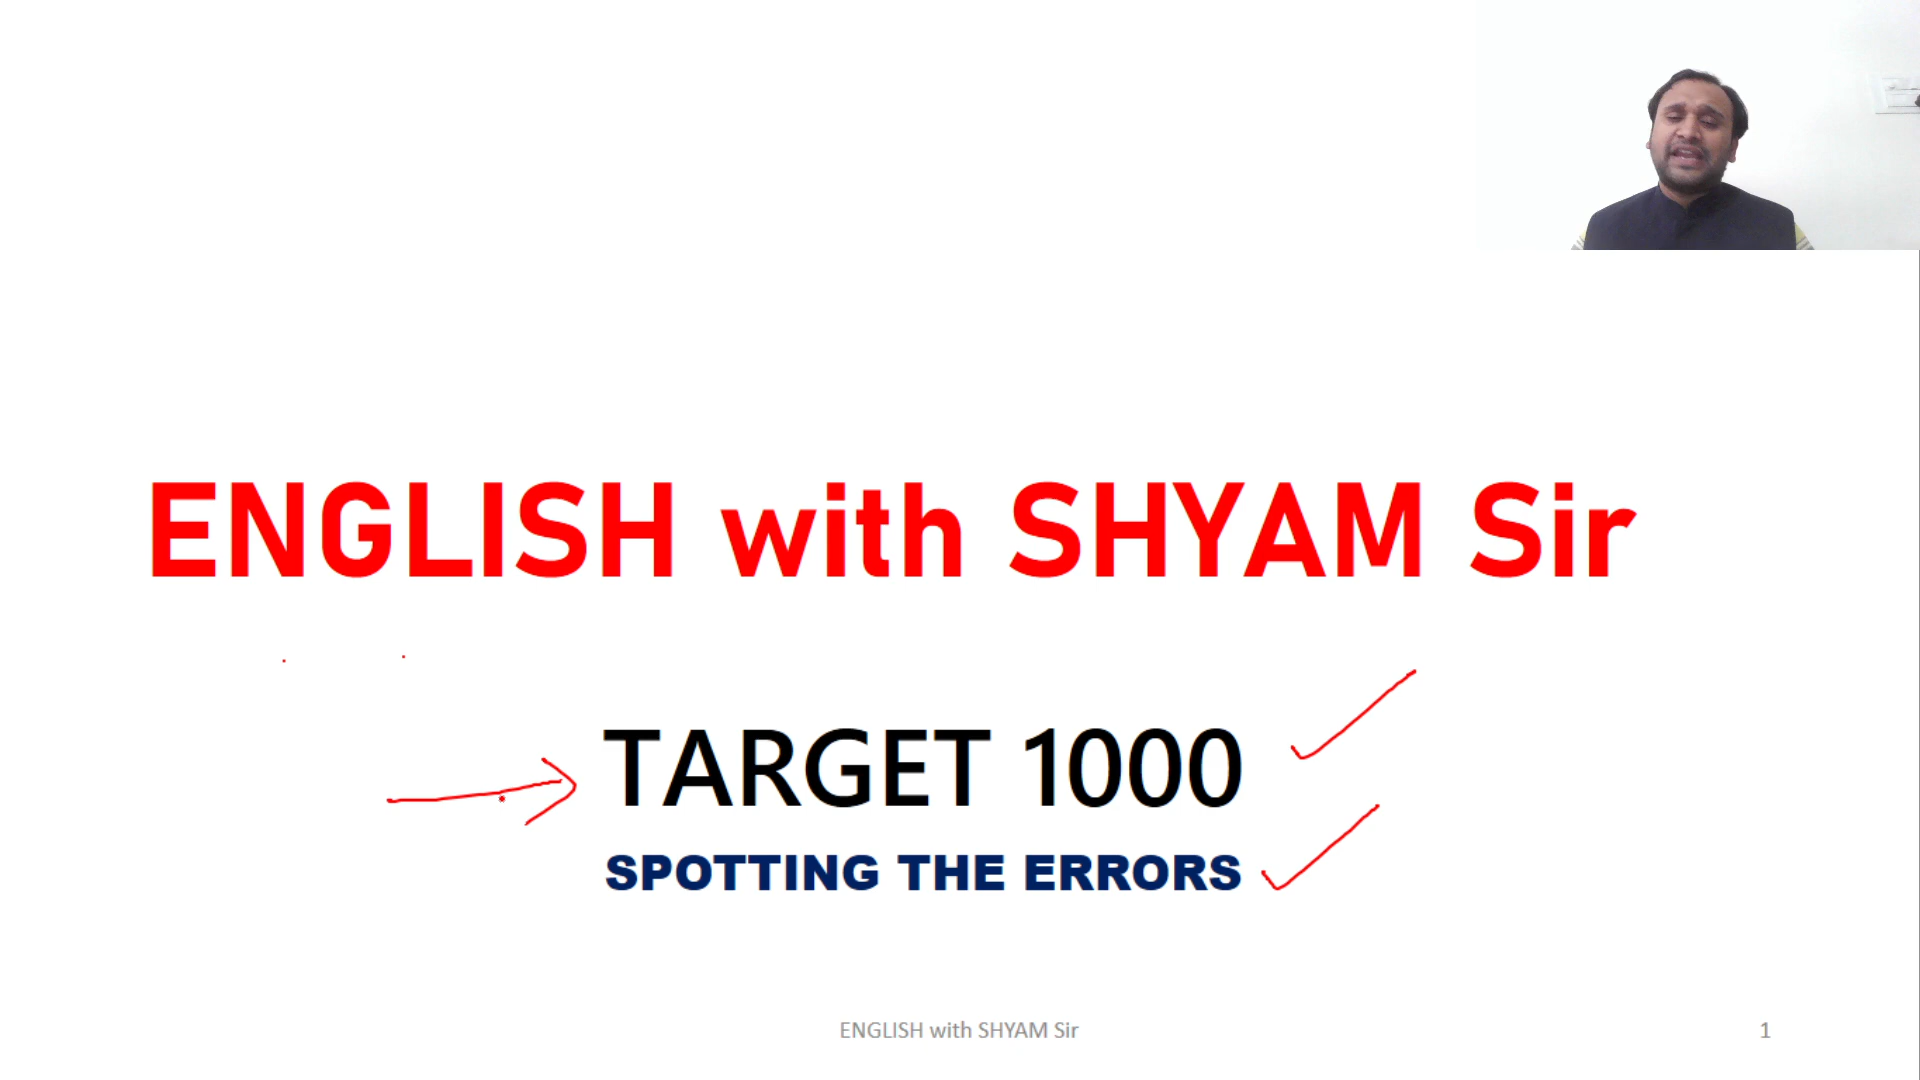 ENGLISH with SHYAM Sir
TARGET 1000
SPOTTING THE ERRORS
ENGLISH with SHYAM Sir
1